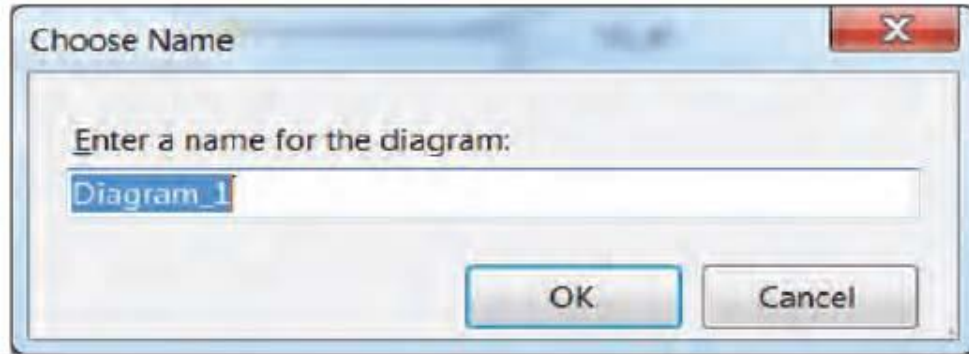 Choose Name
Enter a name for the diagram:
Diagram_1
OK
Cancel